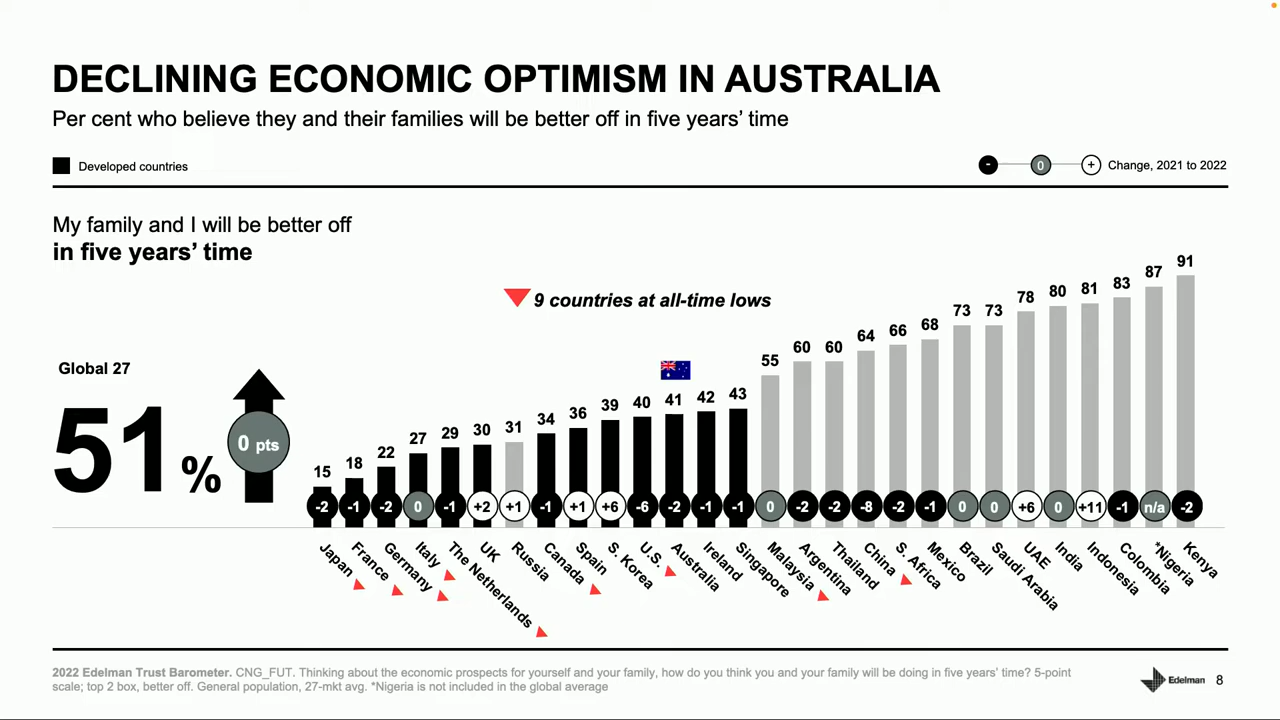 DECLINING ECONOMIC OPTIMISM IN AUSTRALIA
Per cent who believe they and their families will be better off in five years’ time
Developed countries
- 0 + Change, 2021 to 2022
My family and I will be better off
in five years’ time
9 countries at all-time lows
Global 27
51 %
0 pts
15 18 22 27 29 30 31 34 36 39 40 41 42 43 55 60 60 64 66 68 73 73 78 80 81 83 87 91
-2 -1 -2 0 -1 +2 +1 -1 +1 +6 -6 -2 -1 -1 0 -2 -2 -8 -2 -1 0 0 +6 0 +11 -1 n/a -2
Japan
France
Germany
Italy
The Netherlands
UK
Russia
Canada
Spain
S. Korea
U.S.
Australia
Ireland
Singapore
Malaysia
Argentina
Thailand
China
S. Africa
Mexico
Brazil
Saudi Arabia
UAE
India
Indonesia
Colombia
*Nigeria
Kenya
2022 Edelman Trust Barometer. CNG_FUT. Thinking about the economic prospects for yourself and your family, how do you think you and your family will be doing in five years’ time? 5-point
scale; top 2 box, better off. General population, 27-mkt avg. *Nigeria is not included in the global average
Edelman 8